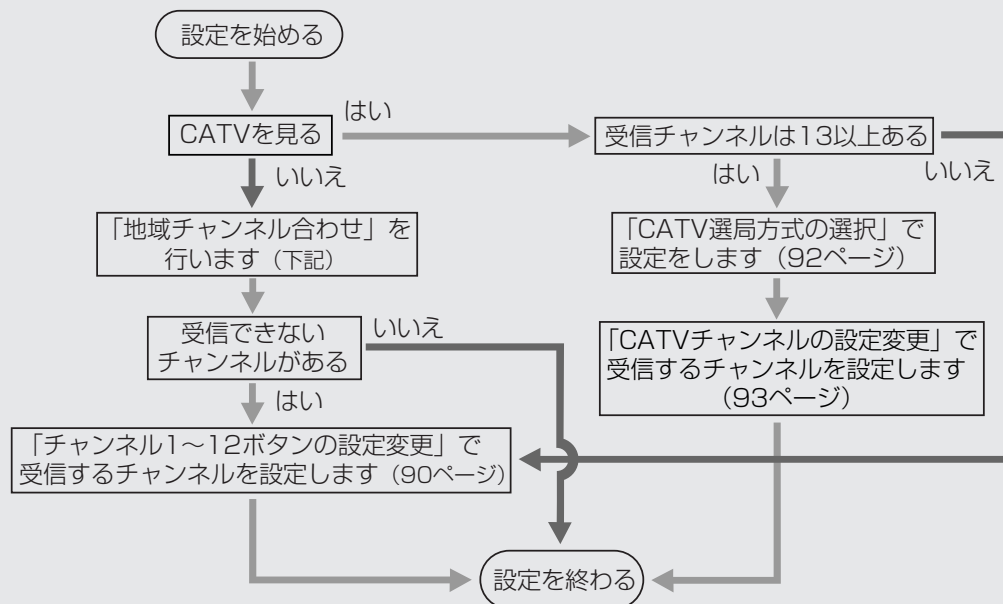 設定を始める
CATVを見る
はい
いいえ
「地域チャンネル合わせ」を
行います（下記）
受信できない
チャンネルがある
いいえ
はい
「チャンネル1〜12ボタンの設定変更」で
受信するチャンネルを設定します（90ページ）
受信チャンネルは13以上ある
はい
いいえ
「CATV選局方式の選択」で
設定をします（92ページ）
「CATVチャンネルの設定変更」で
受信するチャンネルを設定します
（93ページ）
設定を終わる